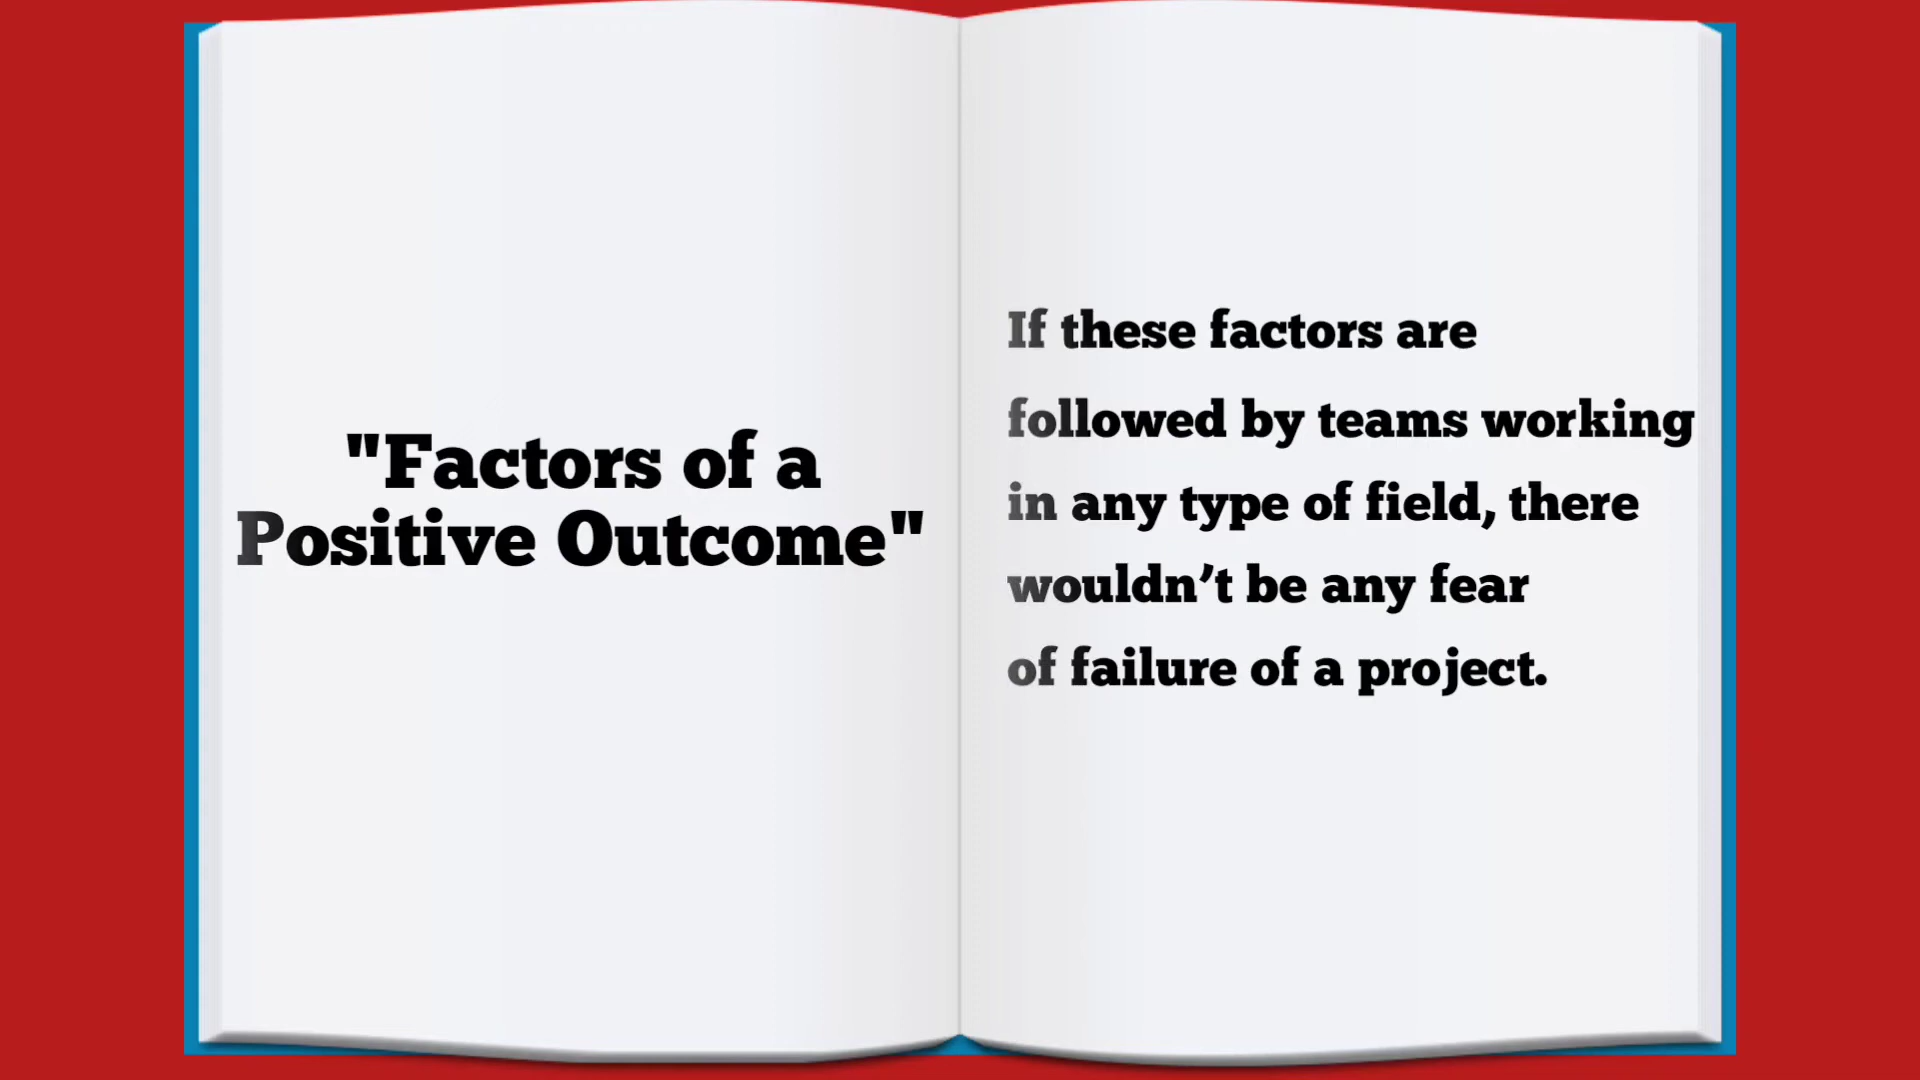 "Factors of a
Positive Outcome"
If these factors are
followed by teams working
in any type of field, there
wouldn’t be any fear
of failure of a project.